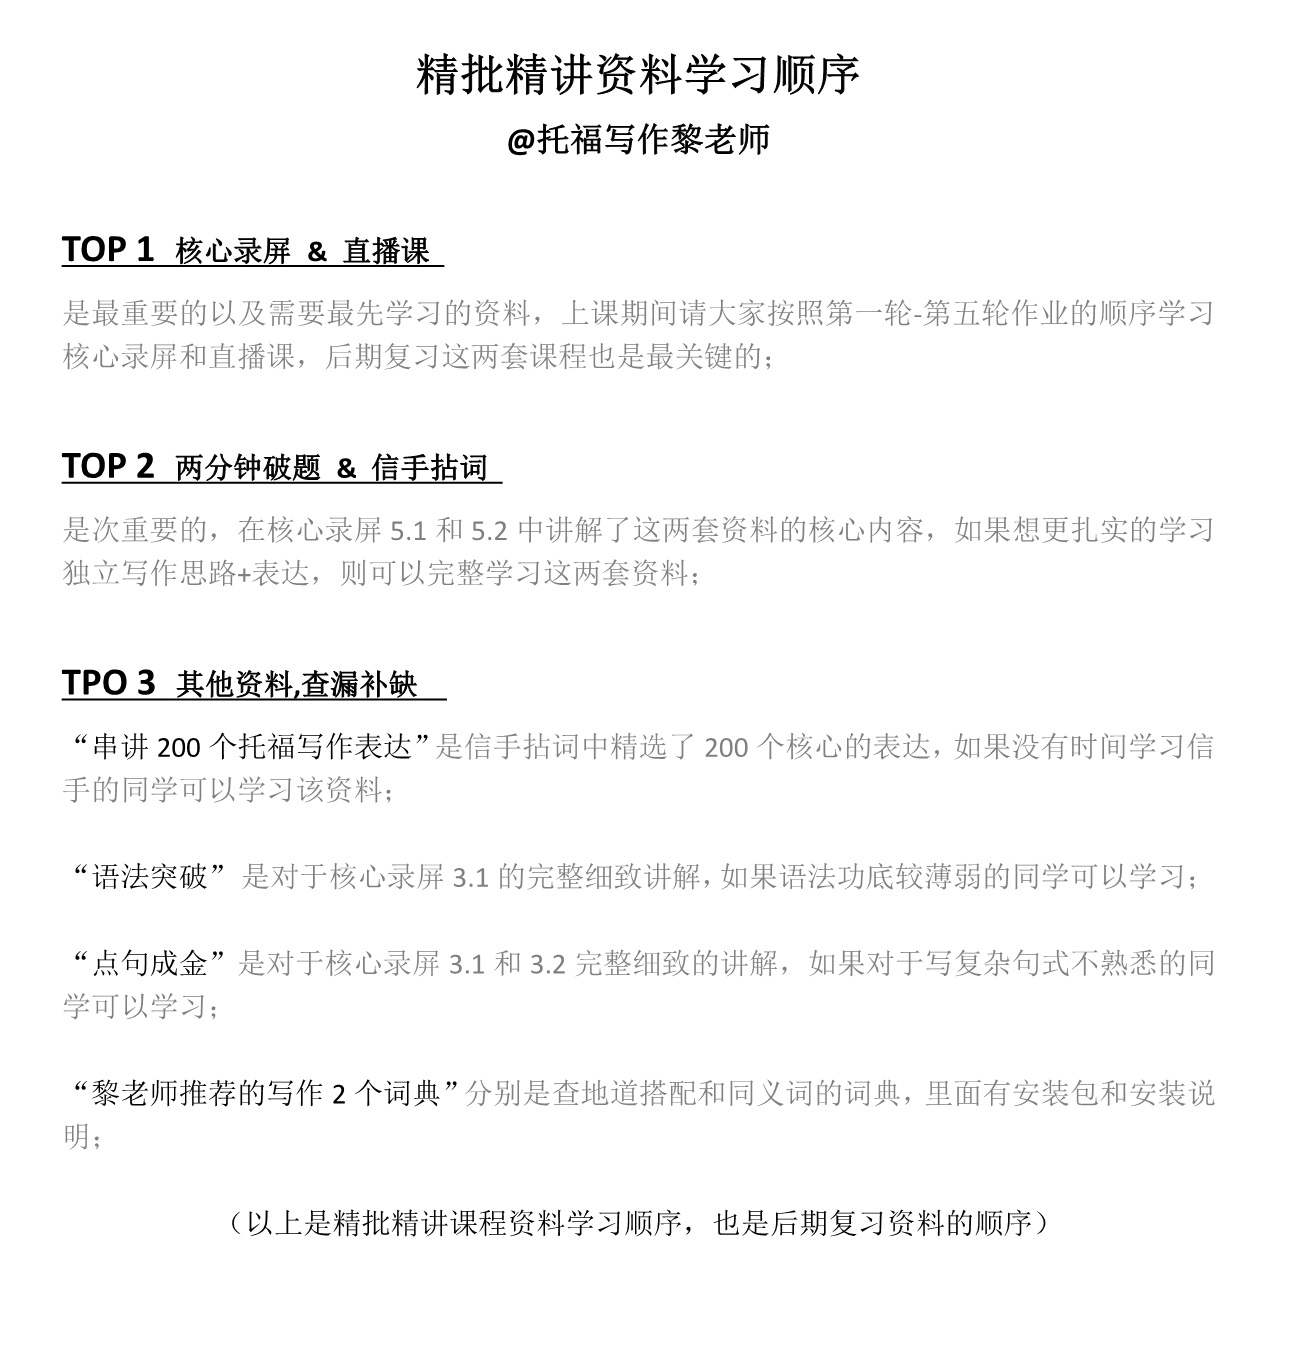 精批精讲资料学习顺序
@托福写作黎老师
TOP 1 核心录屏 & 直播课
是最重要的以及需要最先学习的资料，上课期间请大家按照第一轮-第五轮作业的顺序学习
核心录屏和直播课，后期复习这两套课程也是最关键的；
TOP 2 两分钟破题 & 信手拈词
是次重要的，在核心录屏 5.1 和 5.2 中讲解了这两套资料的核心内容，如果想更扎实的学习
独立写作思路+表达，则可以完整学习这两套资料；
TPO 3 其他资料,查漏补缺
“串讲 200 个托福写作表达”是信手拈词中精选了 200 个核心的表达，如果没有时间学习信
手的同学可以学习该资料；
“语法突破” 是对于核心录屏 3.1 的完整细致讲解，如果语法功底较薄弱的同学可以学习；
“点句成金”是对于核心录屏 3.1 和 3.2 完整细致的讲解，如果对于写复杂句式不熟悉的同
学可以学习；
“黎老师推荐的写作 2 个词典”分别是查地道搭配和同义词的词典，里面有安装包和安装说
明；
（以上是精批精讲课程资料学习顺序，也是后期复习资料的顺序）